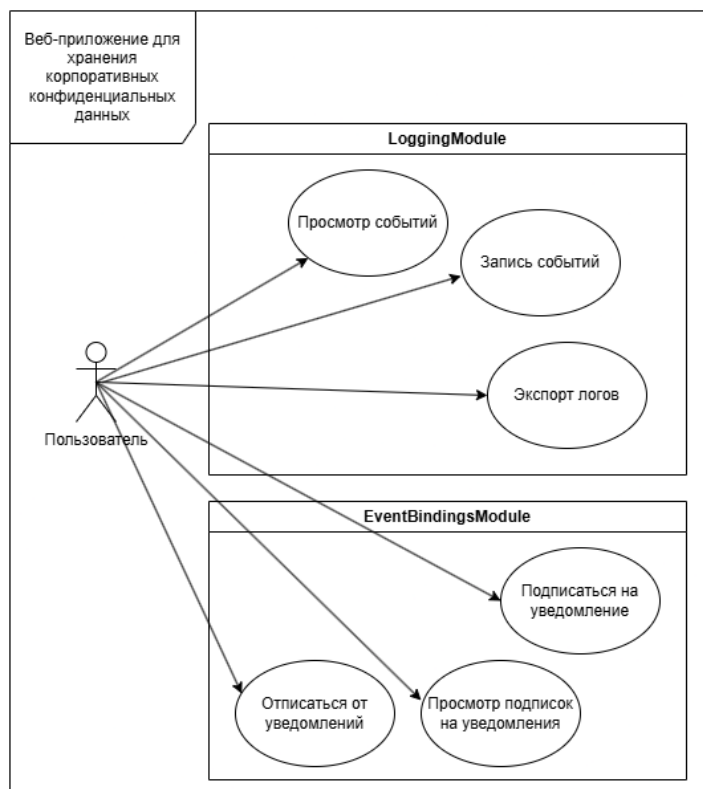 Веб-приложение для
хранения
корпоративных
конфиденциальных
данных
LoggingModule
Просмотр событий
Запись событий
Экспорт логов
Пользователь
EventBindingsModule
Подписаться на
уведомление
Отписаться от
уведомлений
Просмотр подписок
на уведомления